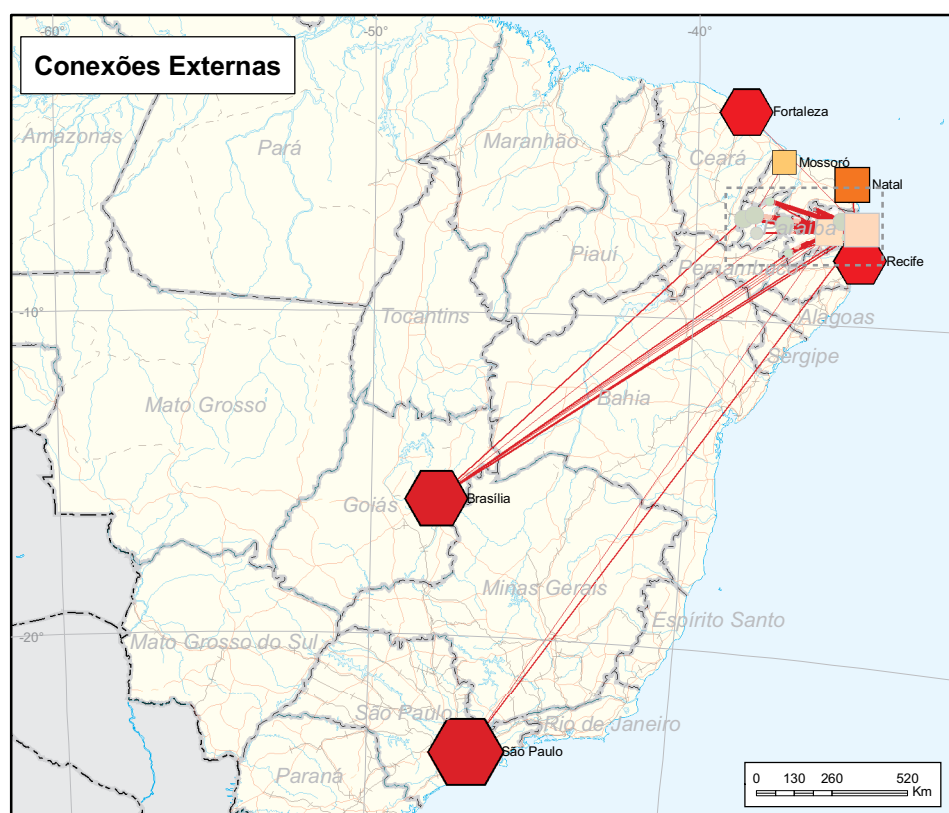 -60°
-50°
-40°
Conexões Externas
Fortaleza
Amazonas
Pará
Maranhão
Ceará
Mossoró
Natal
Paraíba
Piauí
Pernambuco
Recife
-10°
Tocantins
Alagoas
Sergipe
Mato Grosso
Bahia
Goiás
Brasília
Minas Gerais
Espírito Santo
-20°
Mato Grosso do Sul
São Paulo
Rio de Janeiro
São Paulo
Paraná
0 130 260 520
Km